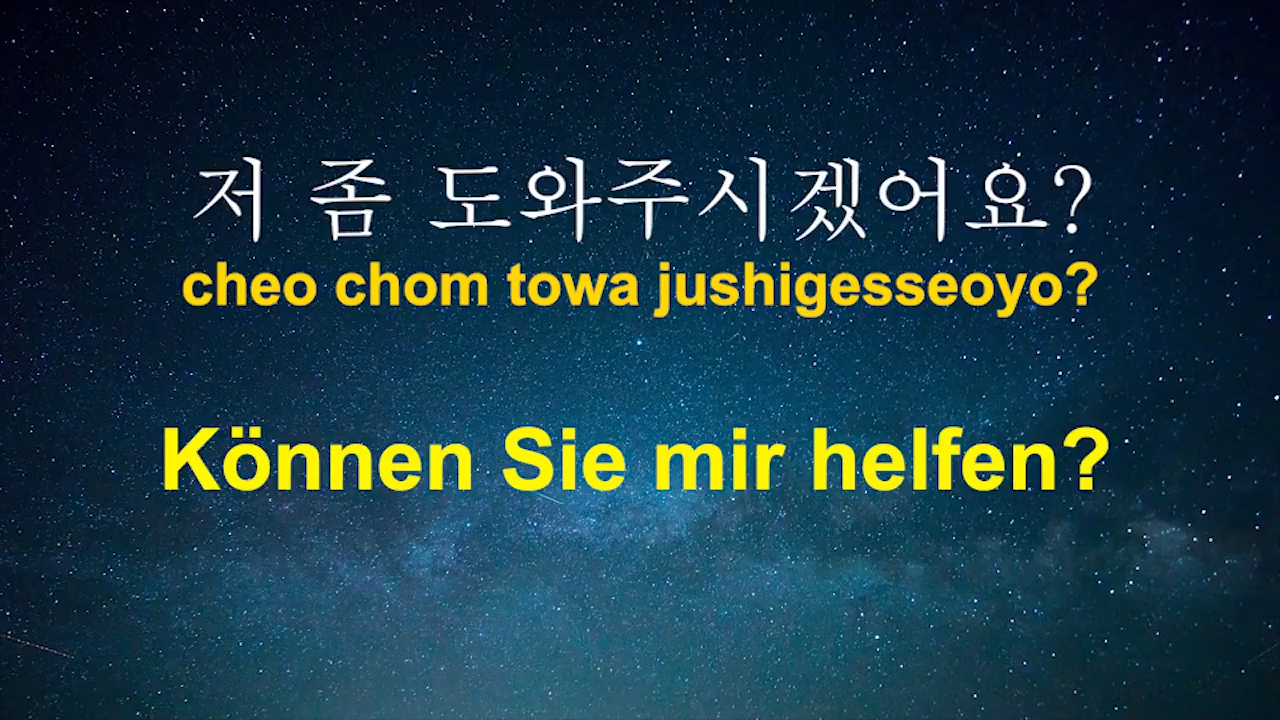 저 좀 도와주시겠어요?
cheo chom towa jushigesseoyo?
Können Sie mir helfen?